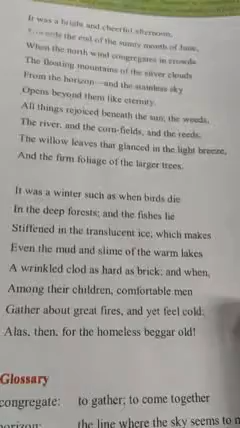 It was a bright and cheerful afternoon,
the end of the sunny month of June,
When the north wind congregates in crowds
The floating mountains of the silver clouds
From the horizon—and the stainless sky
Opens beyond them like eternity.
All things rejoiced beneath the sun; the weeds,
The river, and the corn-fields, and the reeds;
The willow leaves that glanced in the light breeze,
And the firm foliage of the larger trees.
It was a winter such as when birds die
In the deep forests; and the fishes lie
Stiffened in the translucent ice, which makes
Even the mud and slime of the warm lakes
A wrinkled clod as hard as brick; and when,
Among their children, comfortable men
Gather about great fires, and yet feel cold:
Alas, then, for the homeless beggar old!
Glossary
congregate: to gather; to come together
horizon: the line where the sky seems to